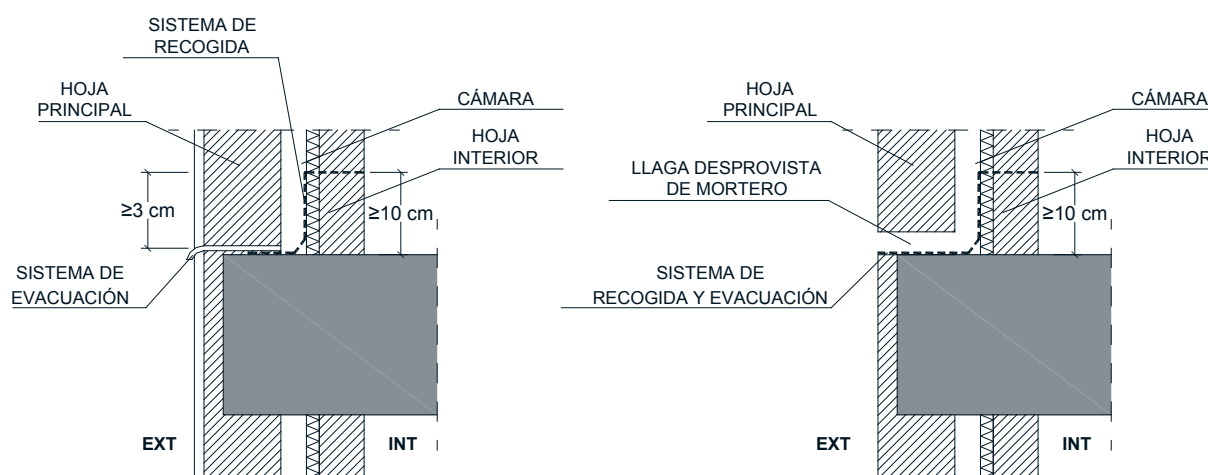 SISTEMA DE
RECOGIDA
HOJA
PRINCIPAL
CÁMARA
HOJA
INTERIOR
≥3 cm
≥10 cm
SISTEMA DE
EVACUACIÓN
EXT
INT
HOJA
PRINCIPAL
CÁMARA
HOJA
INTERIOR
LLAGA DESPROVISTA
DE MORTERO
≥10 cm
SISTEMA DE
RECOGIDA Y EVACUACIÓN
EXT
INT